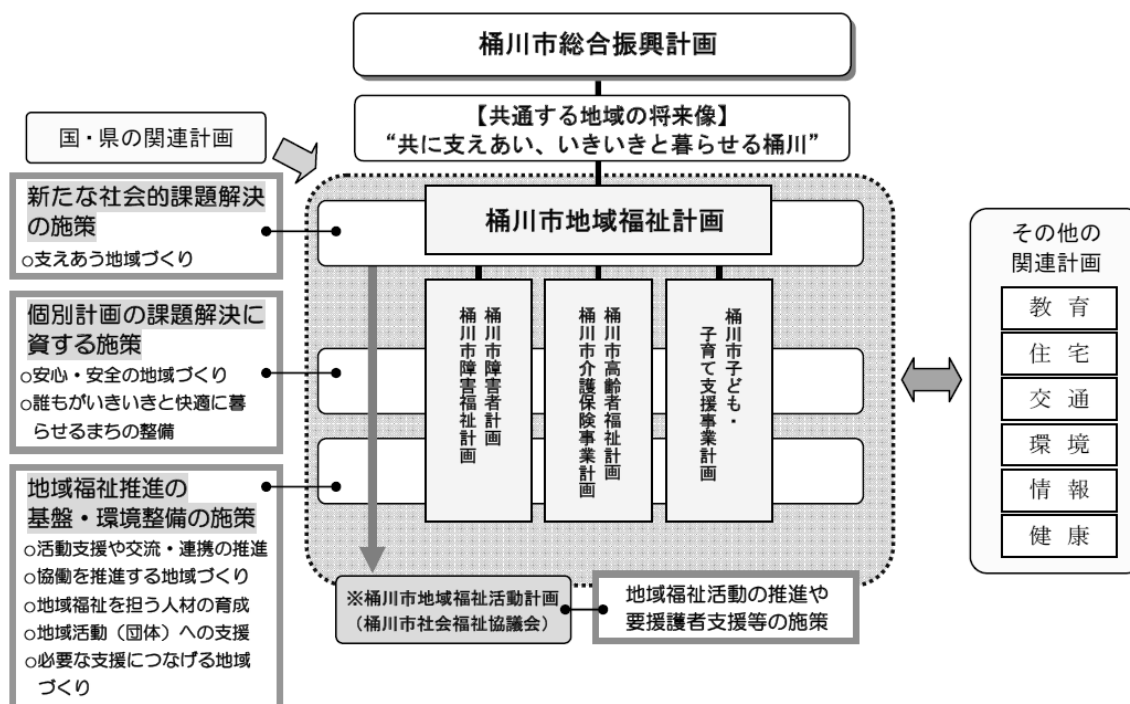 桶川市総合振興計画
【共通する地域の将来像】
“共に支えあい、いきいきと暮らせる桶川”
国・県の関連計画
新たな社会的課題解決
の施策
○支えあう地域づくり
個別計画の課題解決に
資する施策
○安心・安全の地域づくり
○誰もがいきいきと快適に暮
らせるまちの整備
地域福祉推進の
基盤・環境整備の施策
○活動支援や交流・連携の推進
○協働を推進する地域づくり
○地域福祉を担う人材の育成
○地域活動（団体）への支援
○必要な支援につなげる地域
づくり
桶川市地域福祉計画
桶川市障害者計画
桶川市障害福祉計画
桶川市高齢者福祉計画
桶川市介護保険事業計画
桶川市子ども・
子育て支援事業計画
※桶川市地域福祉活動計画
（桶川市社会福祉協議会）
地域福祉活動の推進や
要援護者支援等の施策
その他の
関連計画
教 育
住 宅
交 通
環 境
情 報
健 康